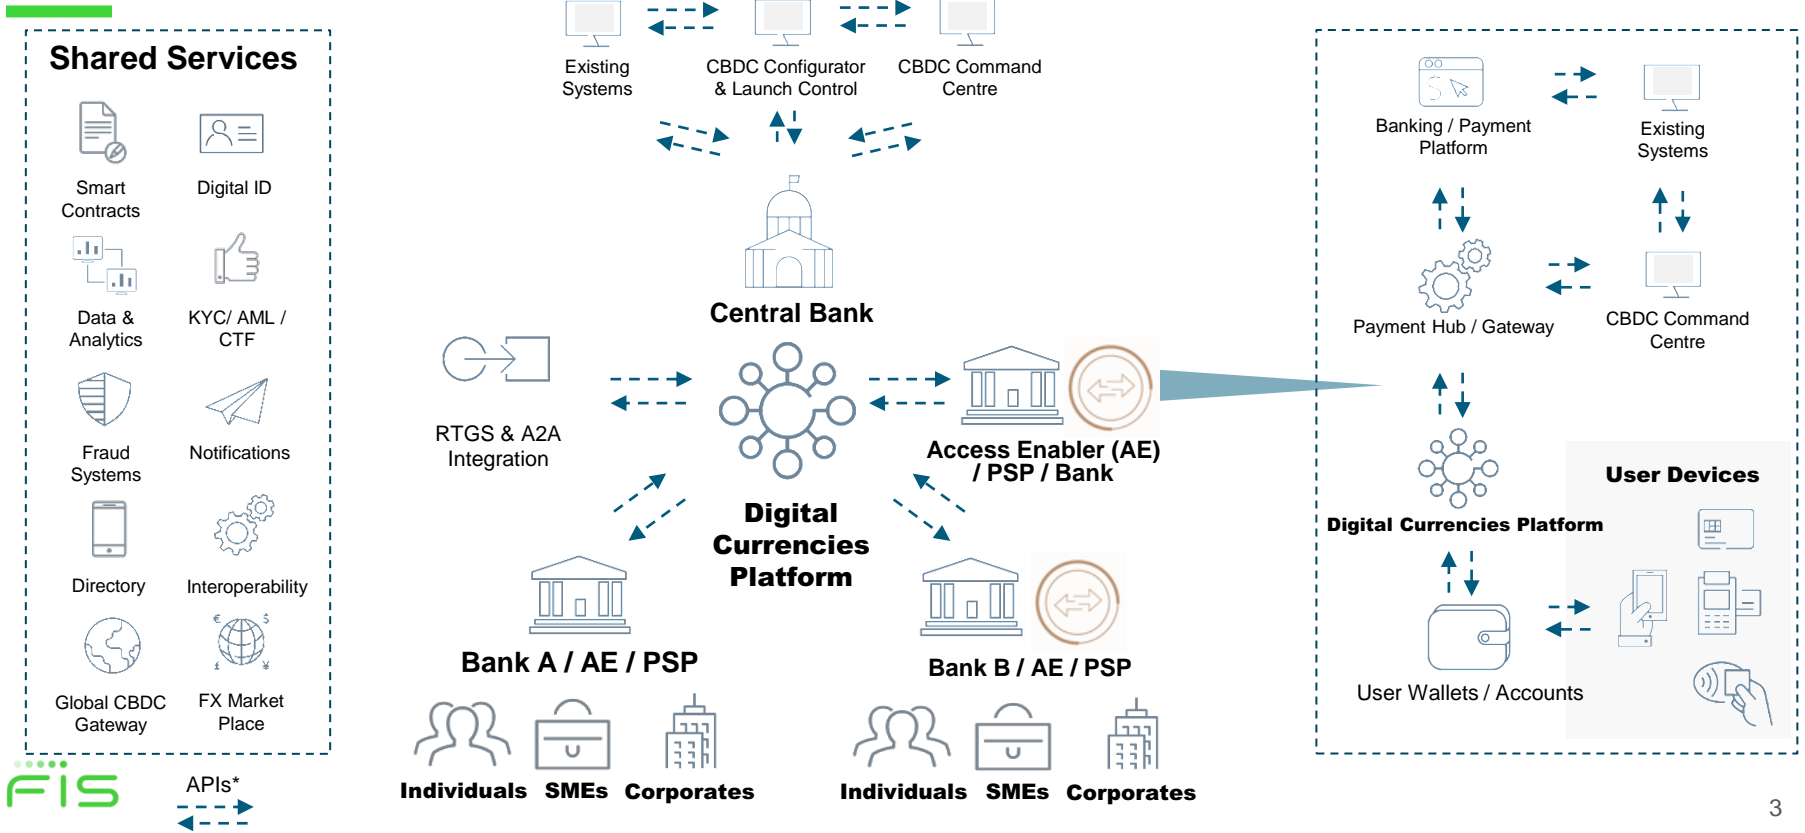 Shared Services
Smart
Contracts
Digital ID
Data &
Analytics
KYC/ AML /
CTF
Fraud
Systems
Notifications
Directory
Interoperability
€ $
£ ¥
Global CBDC
Gateway
FX Market
Place
FIS
APIs*
Existing
Systems
CBDC Configurator
& Launch Control
CBDC Command
Centre
Central Bank
RTGS & A2A
Integration
Digital
Currencies
Platform
Access Enabler (AE)
/ PSP / Bank
Bank A / AE / PSP
Individuals
SMEs
Corporates
Bank B / AE / PSP
Individuals
SMEs
Corporates
$
Banking / Payment
Platform
Existing
Systems
Payment Hub / Gateway
CBDC Command
Centre
Digital Currencies Platform
User Devices
User Wallets / Accounts
3